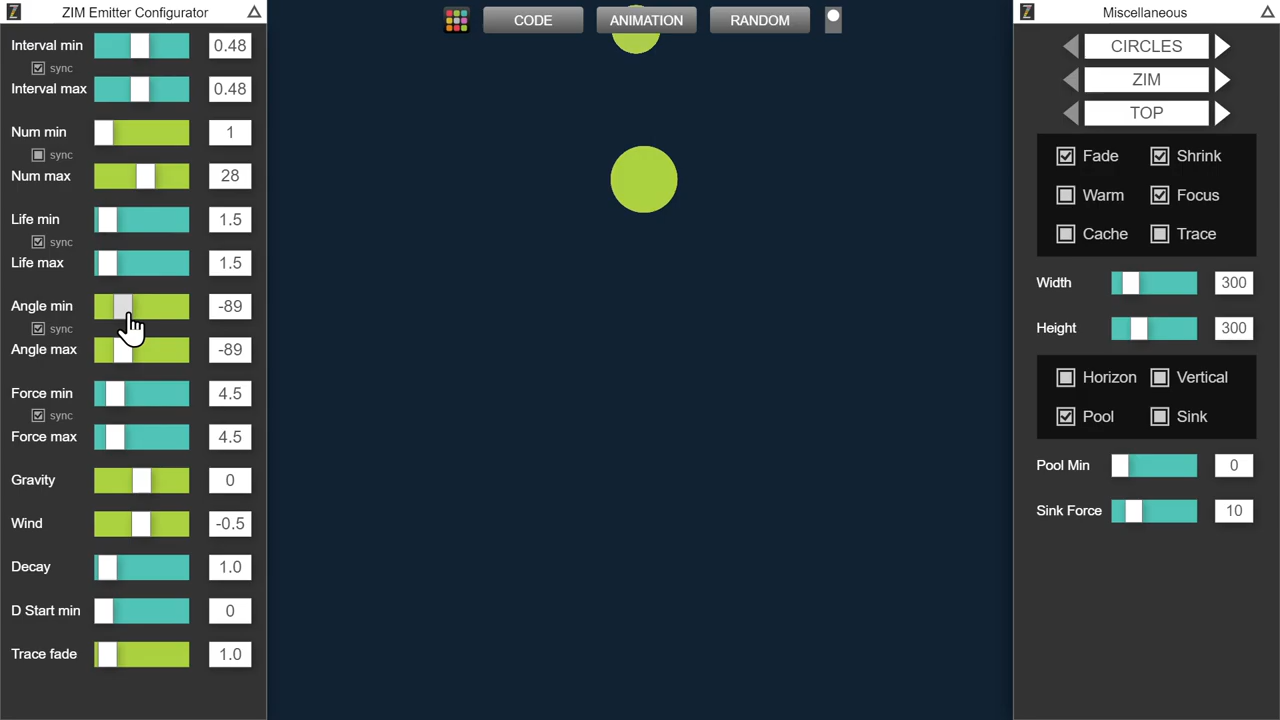 ZIM Emitter Configurator
Interval min 0.48
sync
Interval max 0.48
Num min 1
sync
Num max 28
Life min 1.5
sync
Life max 1.5
Angle min -89
sync
Angle max -89
Force min 4.5
sync
Force max 4.5
Gravity 0
Wind -0.5
Decay 1.0
D Start min 0
Trace fade 1.0
CODE ANIMATION RANDOM
Miscellaneous
CIRCLES
ZIM
TOP
Fade Shrink
Warm Focus
Cache Trace
Width 300
Height 300
Horizon Vertical
Pool Sink
Pool Min 0
Sink Force 10